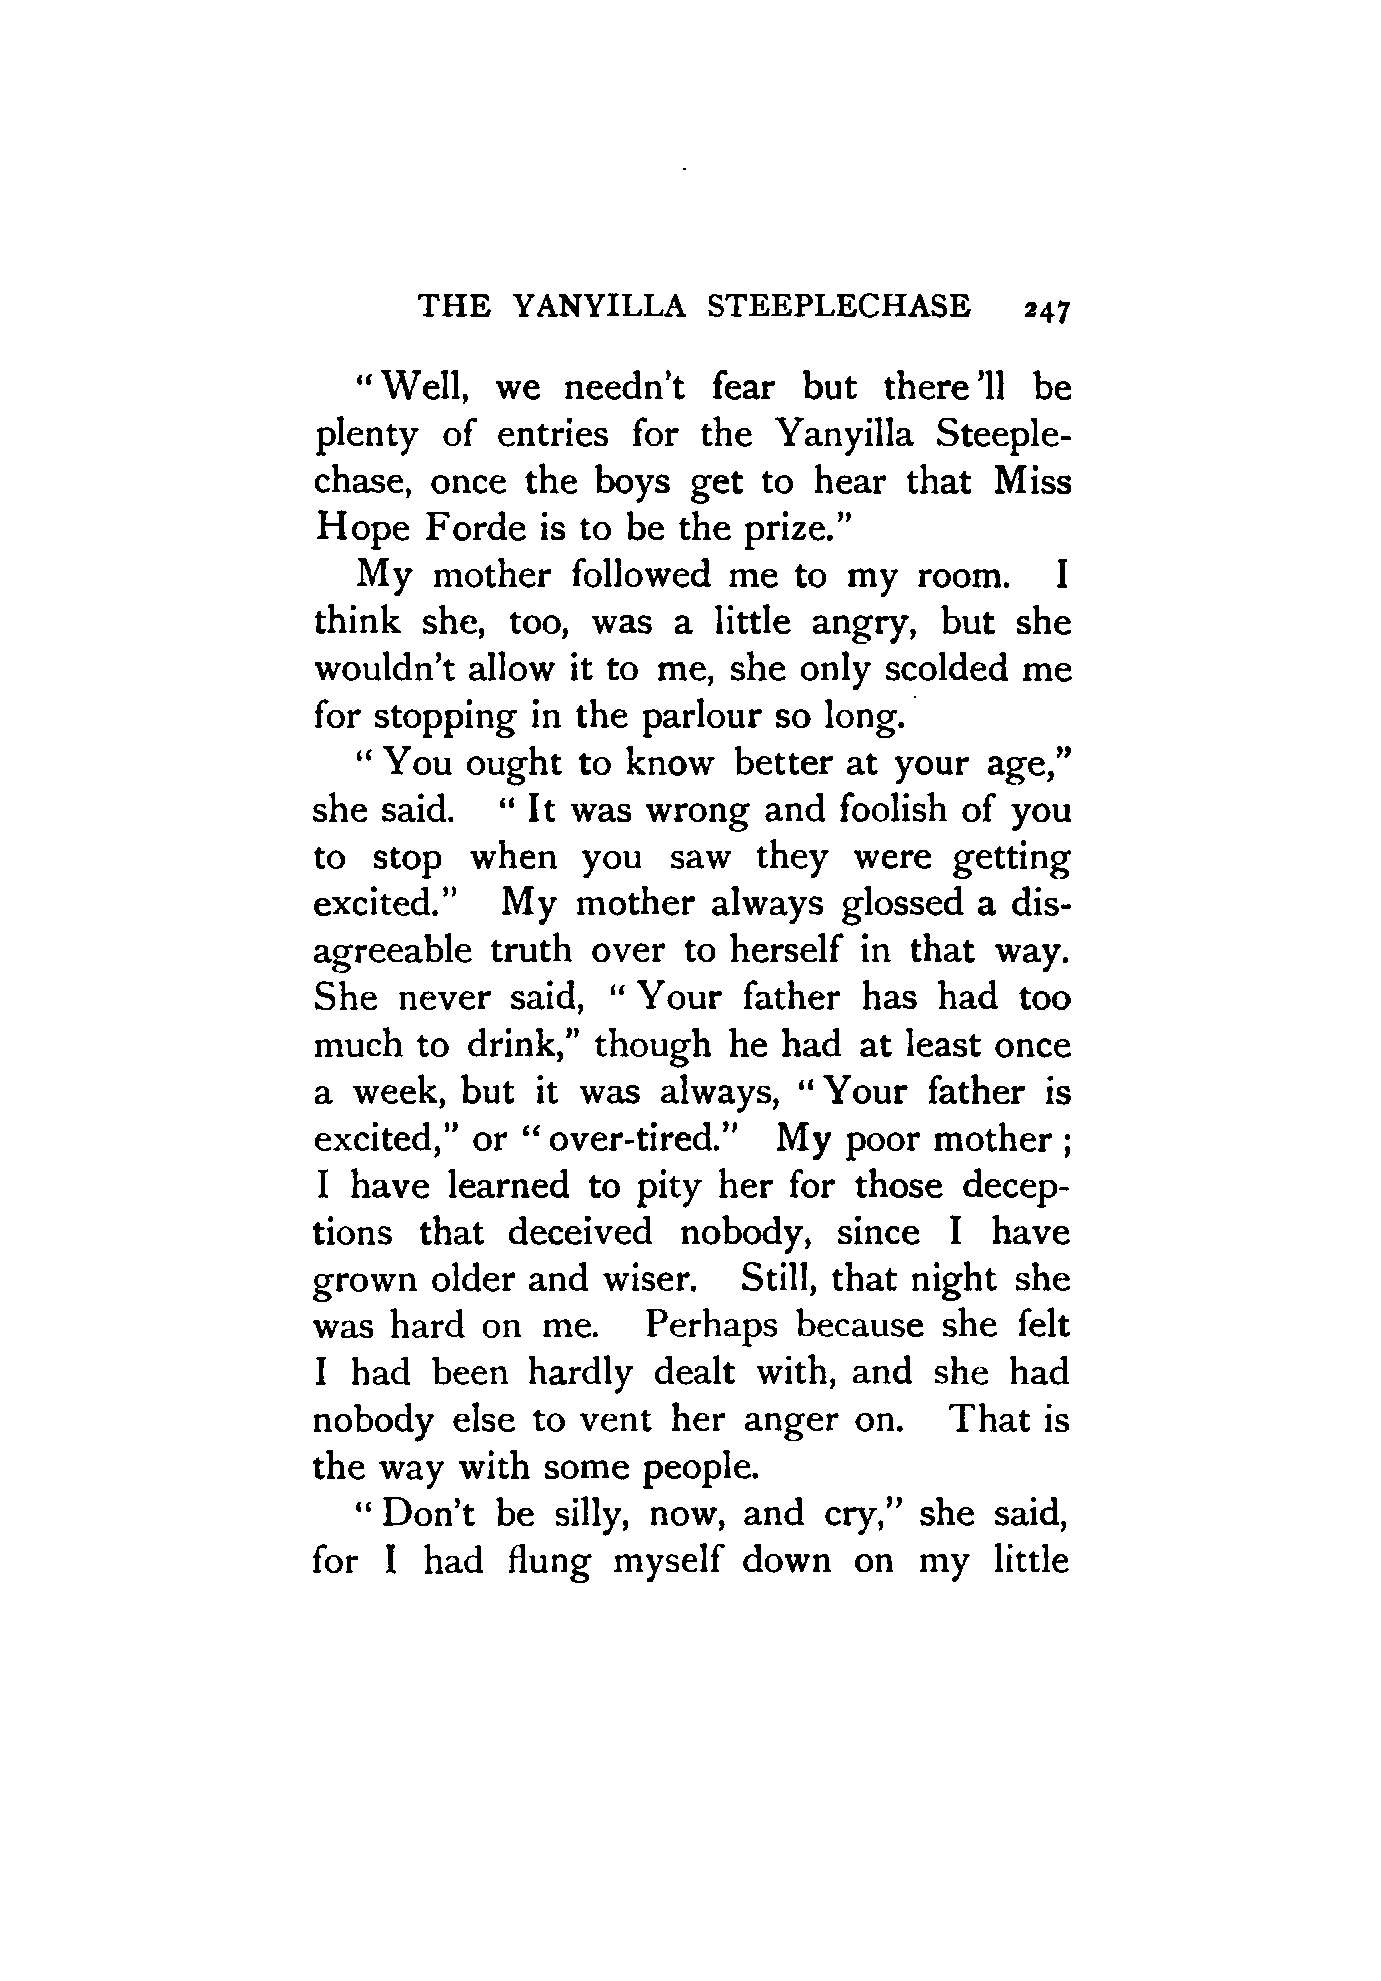 THE YANYILLA STEEPLECHASE 247
"Well, we needn't fear but there'll be
plenty of entries for the Yanyilla Steeple-
chase, once the boys get to hear that Miss
Hope Forde is to be the prize."
My mother followed me to my room. I
think she, too, was a little angry, but she
wouldn't allow it to me, she only scolded me
for stopping in the parlour so long.
"You ought to know better at your age,"
she said. "It was wrong and foolish of you
to stop when you saw they were getting
excited." My mother always glossed a dis-
agreeable truth over to herself in that way.
She never said, "Your father has had too
much to drink," though he had at least once
a week, but it was always, "Your father is
excited," or "over-tired." My poor mother;
I have learned to pity her for those decep-
tions that deceived nobody, since I have
grown older and wiser. Still, that night she
was hard on me. Perhaps because she felt
I had been hardly dealt with, and she had
nobody else to vent her anger on. That is
the way with some people.
"Don't be silly, now, and cry," she said,
for I had flung myself down on my little